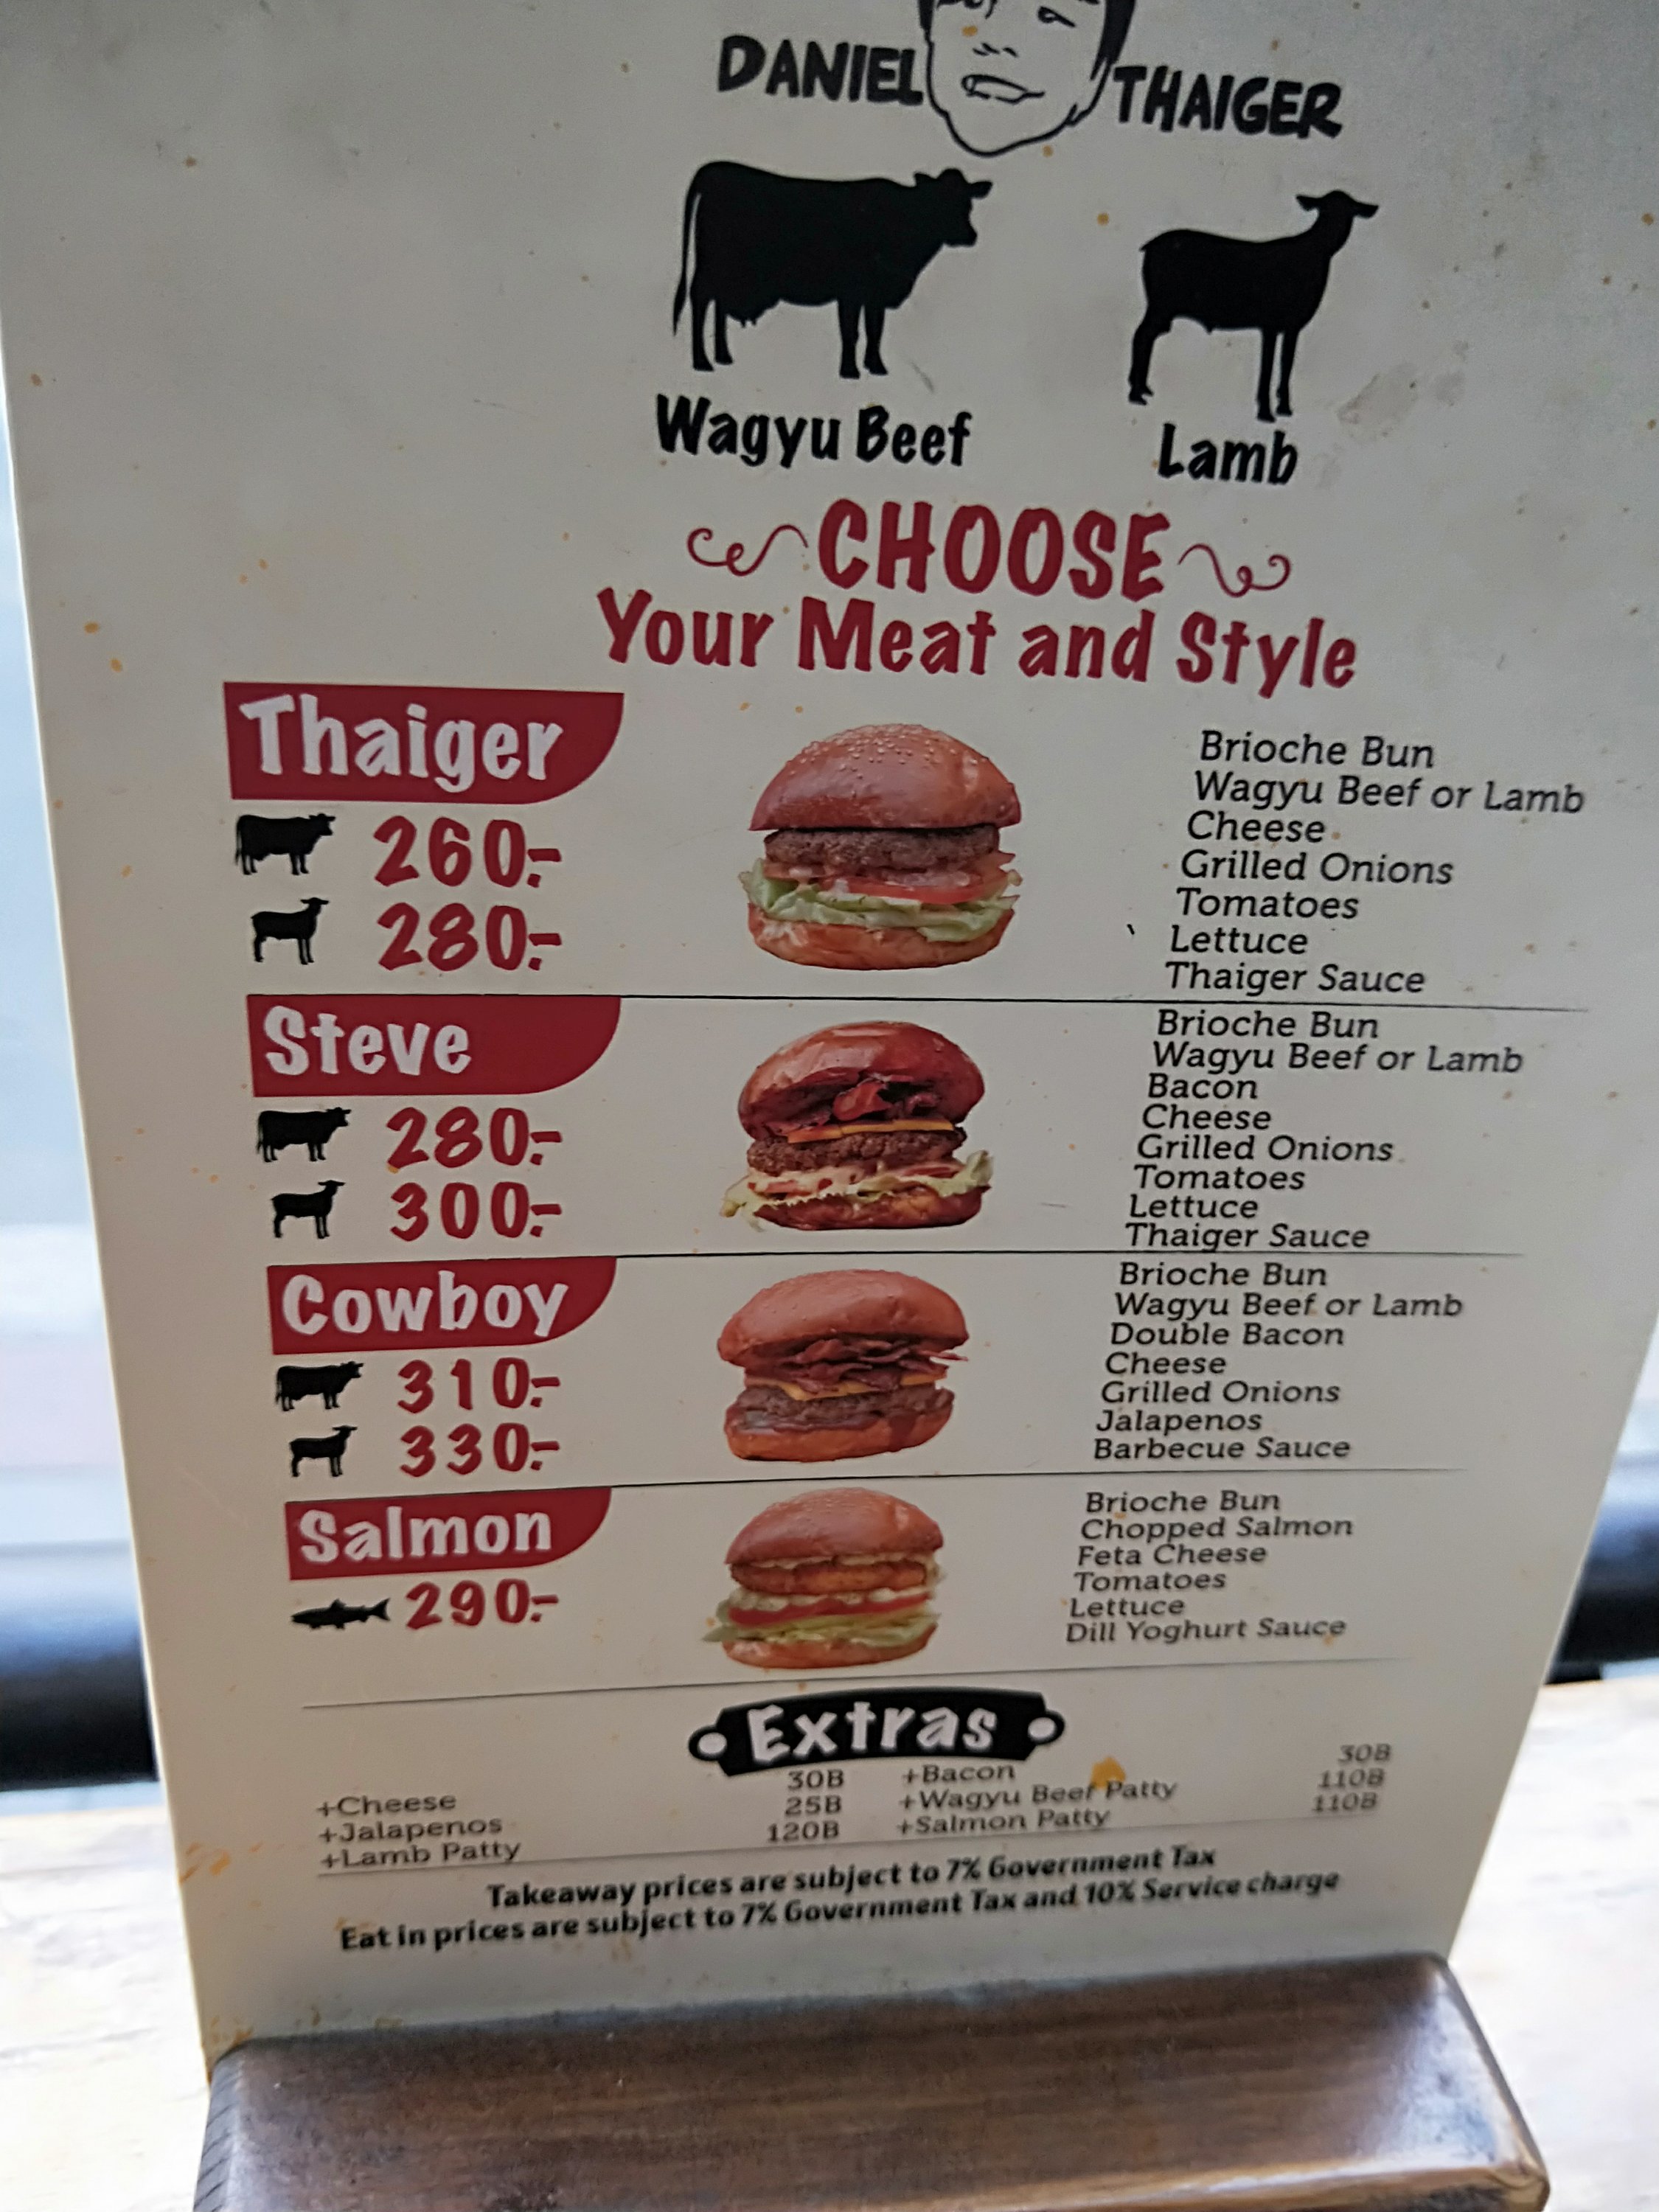 DANIEL THAIGER
Wagyu Beef Lamb
CHOOSE
Your Meat and Style
Thaiger
260.-
280.-
Brioche Bun
Wagyu Beef or Lamb
Cheese
Grilled Onions
Tomatoes
Lettuce
Thaiger Sauce
Steve
280.-
300.-
Brioche Bun
Wagyu Beef or Lamb
Bacon
Cheese
Grilled Onions
Tomatoes
Lettuce
Thaiger Sauce
Cowboy
310.-
330.-
Brioche Bun
Wagyu Beef or Lamb
Double Bacon
Cheese
Grilled Onions
Jalapenos
Barbecue Sauce
Salmon
290.-
Brioche Bun
Chopped Salmon
Feta Cheese
Tomatoes
Lettuce
Dill Yoghurt Sauce
Extras
+Cheese 30B +Bacon 30B
+Jalapenos 25B +Wagyu Beef Patty 110B
+Lamb Patty 120B +Salmon Patty 110B
Takeaway prices are subject to 7% Government Tax
Eat in prices are subject to 7% Government Tax and 10% Service charge